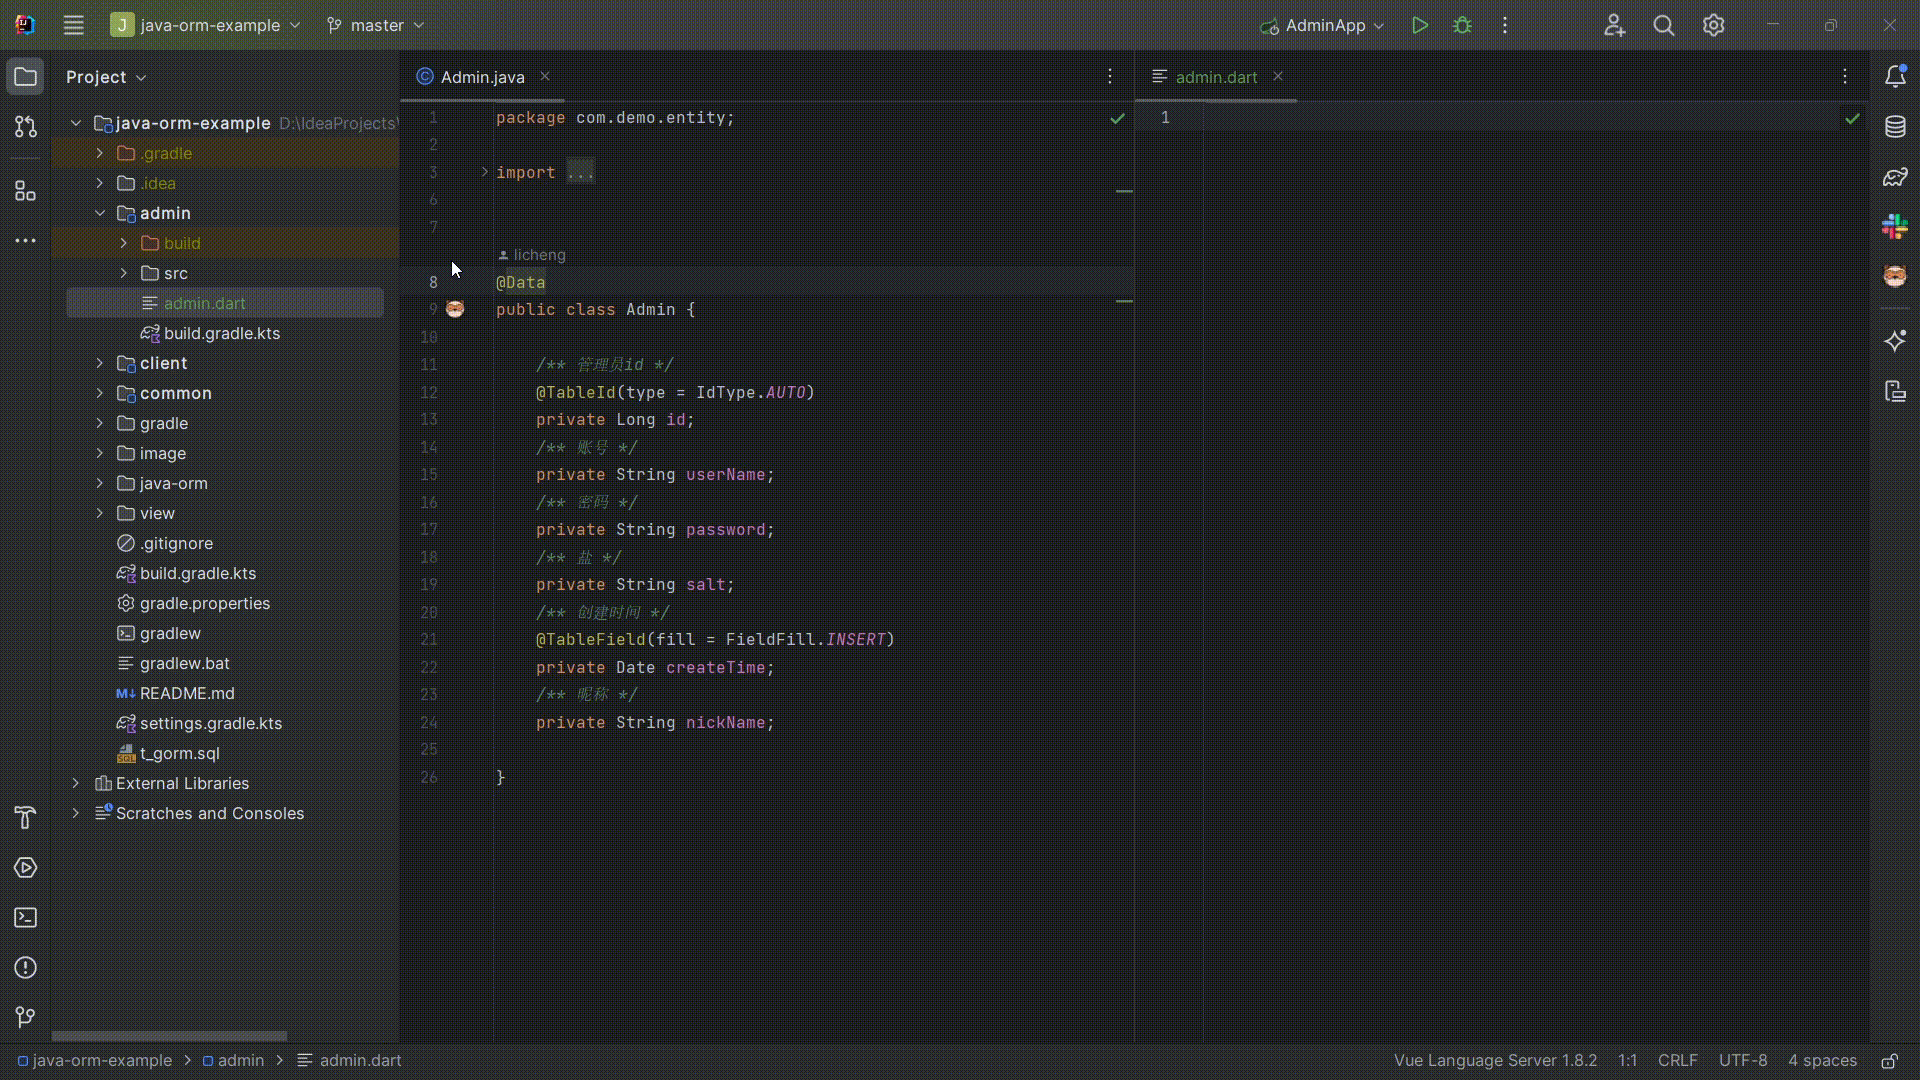 J java-orm-example master AdminApp
Project
java-orm-example D:\IdeaProjects\
.gradle
.idea
admin
build
src
admin.dart
build.gradle.kts
client
common
gradle
image
java-orm
view
.gitignore
build.gradle.kts
gradle.properties
gradlew
gradlew.bat
M↓ README.md
settings.gradle.kts
SQL t_gorm.sql
External Libraries
Scratches and Consoles
© Admin.java
1 package com.demo.entity;
2
3 import ...
6
7
licheng
8 @Data
9 public class Admin {
10
11 /** 管理员id */
12 @TableId(type = IdType.AUTO)
13 private Long id;
14 /** 账号 */
15 private String userName;
16 /** 密码 */
17 private String password;
18 /** 盐 */
19 private String salt;
20 /** 创建时间 */
21 @TableField(fill = FieldFill.INSERT)
22 private Date createTime;
23 /** 昵称 */
24 private String nickName;
25
26 }
admin.dart
1
java-orm-example > admin > admin.dart
Vue Language Server 1.8.2 1:1 CRLF UTF-8 4 spaces